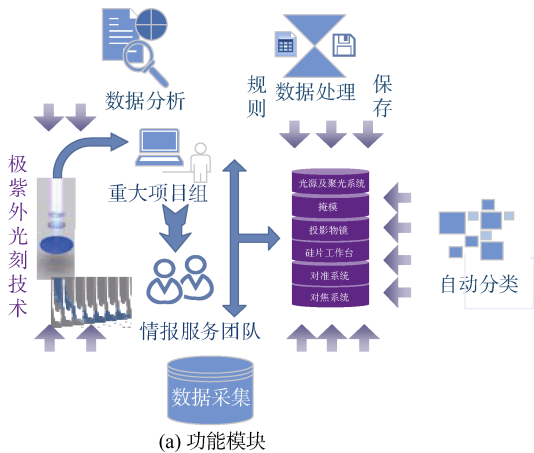 数据分析
规则
数据处理
保存
极紫外光刻技术
重大项目组
光源及聚光系统
掩模
投影物镜
硅片工作台
对准系统
对焦系统
自动分类
情报服务团队
数据采集
(a) 功能模块